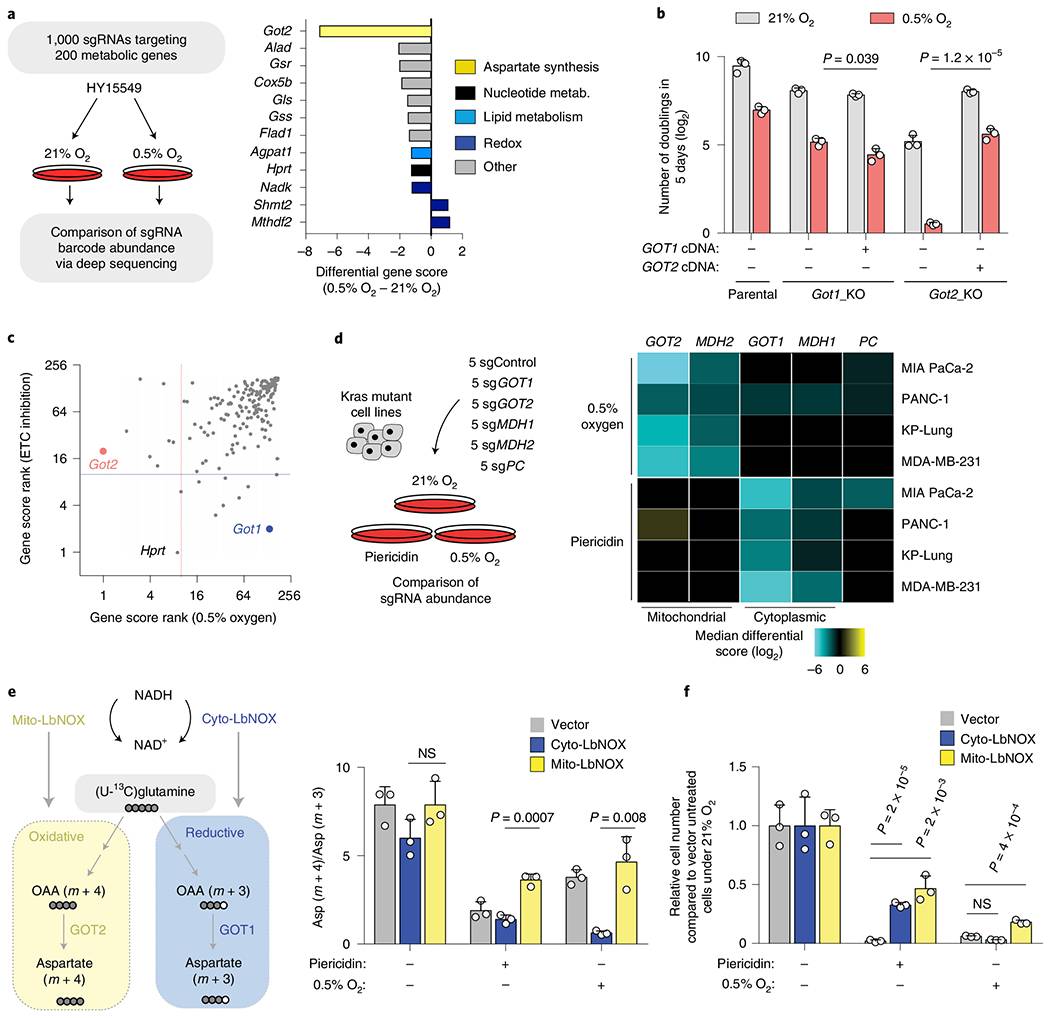 a
1,000 sgRNAs targeting
200 metabolic genes
HY15549
21% O2
0.5% O2
Comparison of sgRNA
barcode abundance
via deep sequencing
Got2
Alad
Gsr
Cox5b
Gls
Gss
Flad1
Agpat1
Hprt
Nadk
Shmt2
Mthdf2
−8 −6 −4 −2 0 2
Differential gene score
(0.5% O2 – 21% O2)
Aspartate synthesis
Nucleotide metab.
Lipid metabolism
Redox
Other
b
21% O2
0.5% O2
Number of doublings in
5 days (log2)
10
5
0
P = 0.039
P = 1.2 × 10−5
GOT1 cDNA: – – + – –
GOT2 cDNA: – – – – +
Parental
Got1_KO
Got2_KO
c
Gene score rank (ETC inhibition)
256
64
16
4
1
Got2
Got1
Hprt
1 4 16 64 256
Gene score rank (0.5% oxygen)
d
Kras mutant
cell lines
5 sgControl
5 sgGOT1
5 sgGOT2
5 sgMDH1
5 sgMDH2
5 sgPC
21% O2
Piericidin
0.5% O2
Comparison of
sgRNA abundance
GOT2 MDH2 GOT1 MDH1 PC
0.5%
oxygen
MIA PaCa-2
PANC-1
KP-Lung
MDA-MB-231
Piericidin
MIA PaCa-2
PANC-1
KP-Lung
MDA-MB-231
Mitochondrial
Cytoplasmic
Median differential
score (log2)
−6 0 6
e
NADH
Mito-LbNOX
Cyto-LbNOX
NAD+
(U-13C)glutamine
Oxidative
Reductive
OAA (m + 4)
OAA (m + 3)
GOT2
GOT1
Aspartate
(m + 4)
Aspartate
(m + 3)
Vector
Cyto-LbNOX
Mito-LbNOX
Asp (m + 4)/Asp (m + 3)
10
5
0
NS
P = 0.0007
P = 0.008
Piericidin: – + –
0.5% O2: – – +
f
Vector
Cyto-LbNOX
Mito-LbNOX
Relative cell number
compared to vector untreated
cells under 21% O2
1.5
1.0
0.5
0
P = 2 × 10−5
P = 2 × 10−3
NS
P = 4 × 10−4
Piericidin: – + –
0.5% O2: – – +